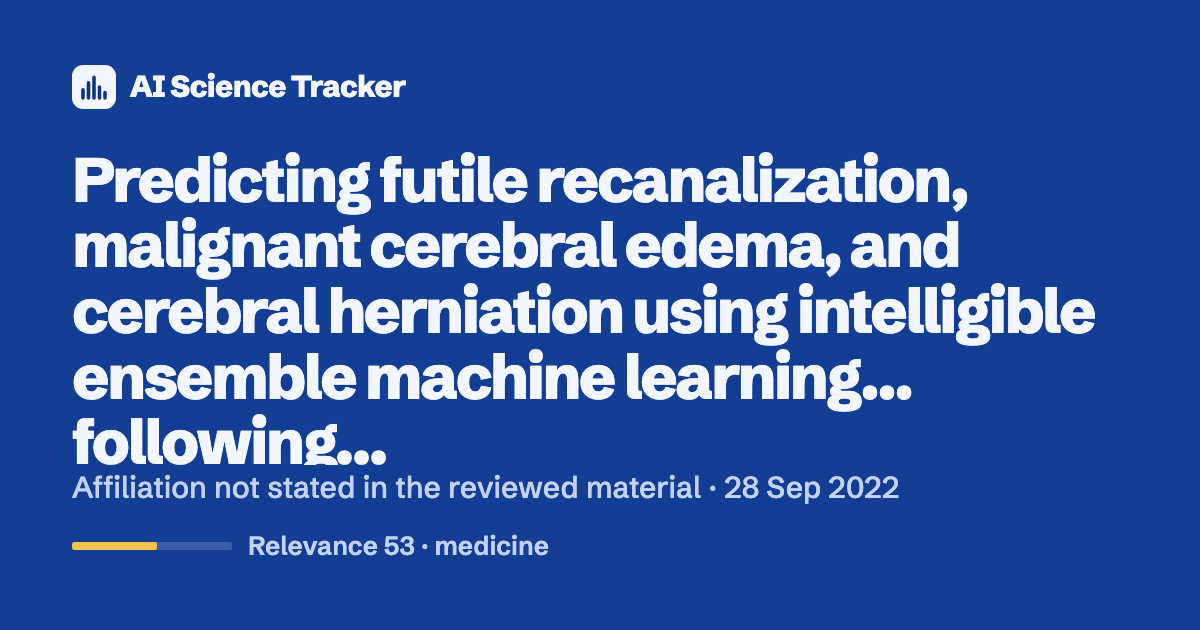 AI Science Tracker
Predicting futile recanalization,
malignant cerebral edema, and
cerebral herniation using intelligible
ensemble machine learning...
following...
Affiliation not stated in the reviewed material · 28 Sep 2022
Relevance 53 · medicine